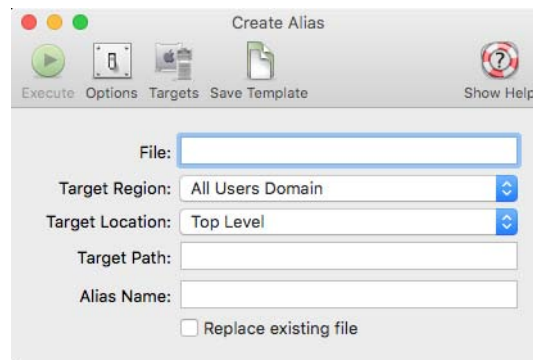 Create Alias
Execute Options Targets Save Template Show Help
File:
Target Region: All Users Domain
Target Location: Top Level
Target Path:
Alias Name:
Replace existing file